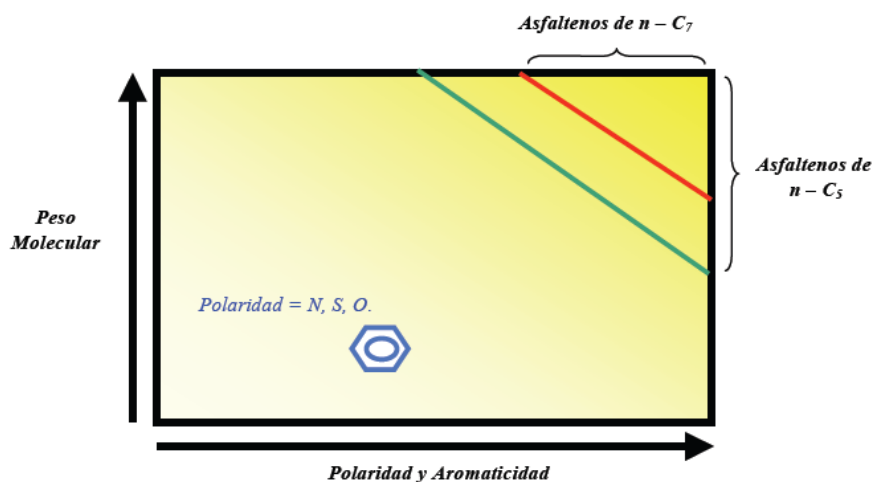 Asfaltenos de n – C₇
Peso
Molecular
Asfaltenos de
n – C₅
Polaridad = N, S, O.
Polaridad y Aromaticidad